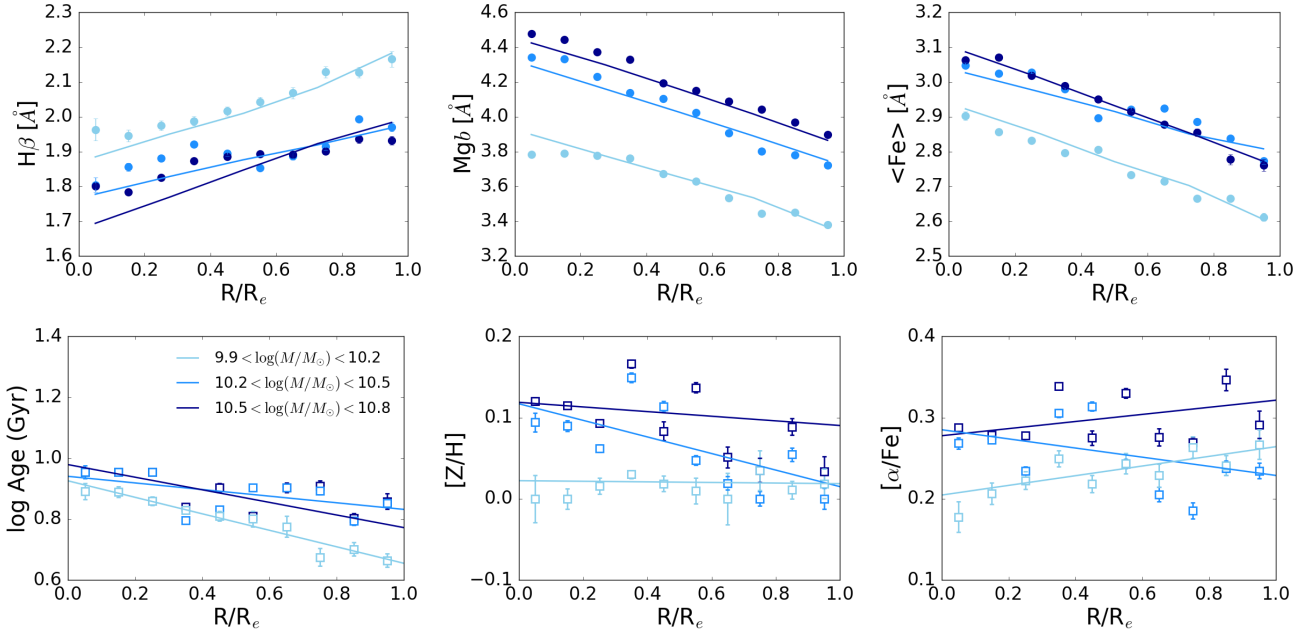 2.3
2.2
2.1
2.0
1.9
1.8
1.7
1.6
Hβ [Å]
0.0 0.2 0.4 0.6 0.8 1.0
R/Re
4.6
4.4
4.2
4.0
3.8
3.6
3.4
3.2
Mgb [Å]
0.0 0.2 0.4 0.6 0.8 1.0
R/Re
3.2
3.1
3.0
2.9
2.8
2.7
2.6
2.5
<Fe> [Å]
0.0 0.2 0.4 0.6 0.8 1.0
R/Re
1.4
1.2
1.0
0.8
0.6
log Age (Gyr)
9.9 < log(M/M⊙) < 10.2
10.2 < log(M/M⊙) < 10.5
10.5 < log(M/M⊙) < 10.8
0.0 0.2 0.4 0.6 0.8 1.0
R/Re
0.2
0.1
0.0
−0.1
[Z/H]
0.0 0.2 0.4 0.6 0.8 1.0
R/Re
0.4
0.3
0.2
0.1
[α/Fe]
0.0 0.2 0.4 0.6 0.8 1.0
R/Re